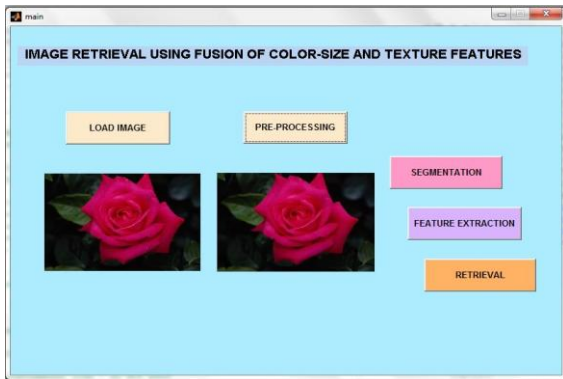 main
IMAGE RETRIEVAL USING FUSION OF COLOR-SIZE AND TEXTURE FEATURES
LOAD IMAGE
PRE-PROCESSING
SEGMENTATION
FEATURE EXTRACTION
RETRIEVAL